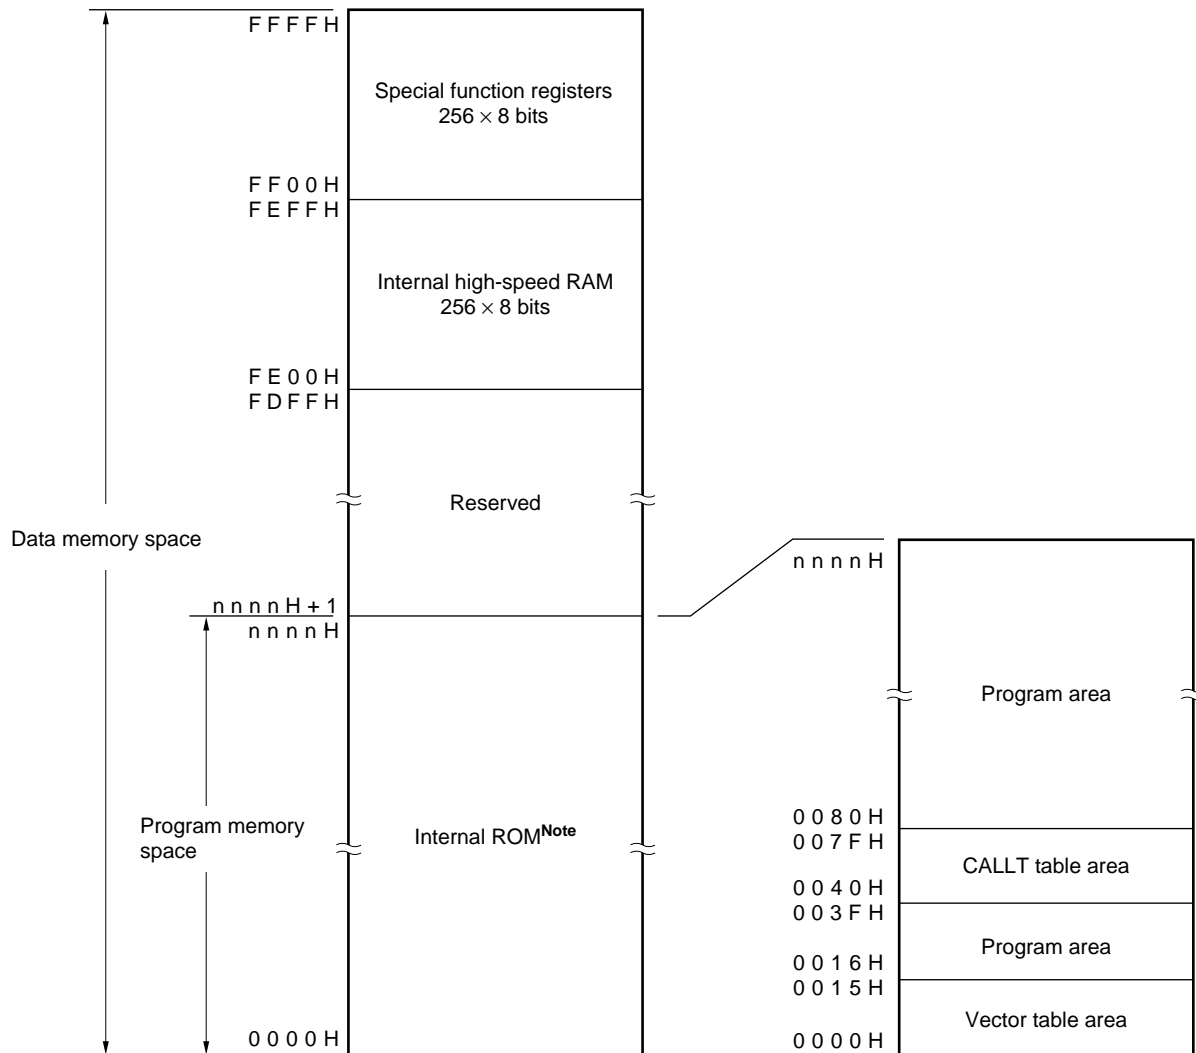 FFFFH
Special function registers
256 × 8 bits
FF00H
FEFFH
Internal high-speed RAM
256 × 8 bits
FE00H
FDFFH
Reserved
Data memory space
nnnnH
nnnnH + 1
nnnnH
Program area
Program memory
space
Internal ROMNote
0080H
007FH
CALLT table area
0040H
003FH
Program area
0016H
0015H
Vector table area
0000H
0000H